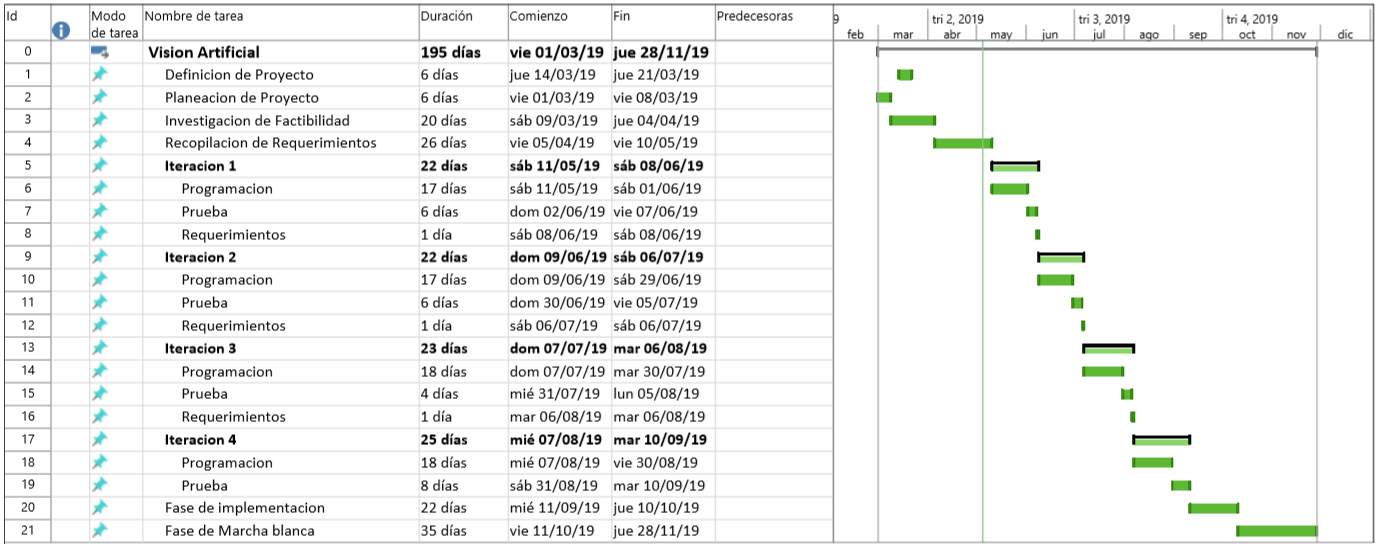 Id Modo de tarea Nombre de tarea Duración Comienzo Fin Predecesoras
9 tri 2, 2019 tri 3, 2019 tri 4, 2019
feb mar abr may jun jul ago sep oct nov dic
0 Vision Artificial 195 días vie 01/03/19 jue 28/11/19
1 Definicion de Proyecto 6 días jue 14/03/19 jue 21/03/19
2 Planeacion de Proyecto 6 días vie 01/03/19 vie 08/03/19
3 Investigacion de Factibilidad 20 días sáb 09/03/19 jue 04/04/19
4 Recopilacion de Requerimientos 26 días vie 05/04/19 vie 10/05/19
5 Iteracion 1 22 días sáb 11/05/19 sáb 08/06/19
6 Programacion 17 días sáb 11/05/19 sáb 01/06/19
7 Prueba 6 días dom 02/06/19 vie 07/06/19
8 Requerimientos 1 día sáb 08/06/19 sáb 08/06/19
9 Iteracion 2 22 días dom 09/06/19 sáb 06/07/19
10 Programacion 17 días dom 09/06/19 sáb 29/06/19
11 Prueba 6 días dom 30/06/19 vie 05/07/19
12 Requerimientos 1 día sáb 06/07/19 sáb 06/07/19
13 Iteracion 3 23 días dom 07/07/19 mar 06/08/19
14 Programacion 18 días dom 07/07/19 mar 30/07/19
15 Prueba 4 días mié 31/07/19 lun 05/08/19
16 Requerimientos 1 día mar 06/08/19 mar 06/08/19
17 Iteracion 4 25 días mié 07/08/19 mar 10/09/19
18 Programacion 18 días mié 07/08/19 vie 30/08/19
19 Prueba 8 días sáb 31/08/19 mar 10/09/19
20 Fase de implementacion 22 días mié 11/09/19 jue 10/10/19
21 Fase de Marcha blanca 35 días vie 11/10/19 jue 28/11/19